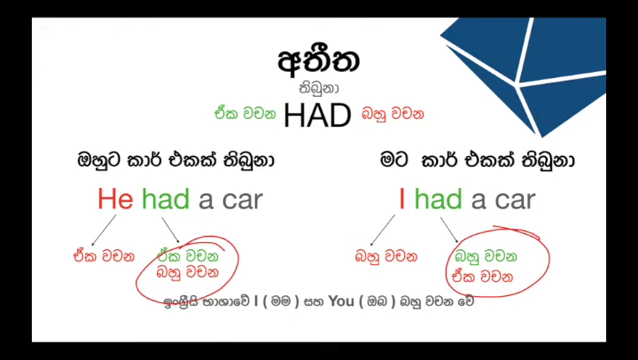 අතීත
තිබුනා
ඒක වචන HAD බහු වචන
ඔහුට කාර් එකක් තිබුනා
මට කාර් එකක් තිබුනා
He had a car
I had a car
ඒක වචන ඒක වචන
බහු වචන
බහු වචන බහු වචන
ඒක වචන
ඉංග්‍රීසි භාශාවේ I ( මම ) සහ You ( ඔබ ) බහු වචන වේ